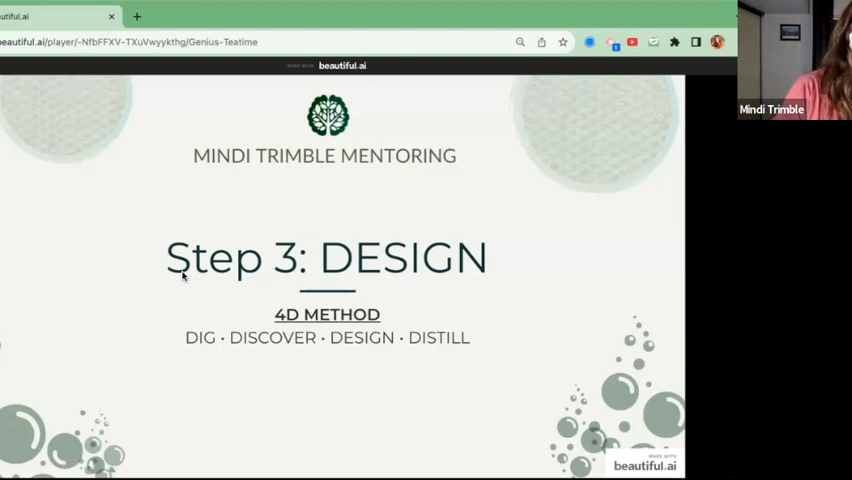 utiful.ai
beautiful.ai/player/-NfbFFXV-TXuVwyykthg/Genius-Teatime
MADE WITH beautiful.ai
Mindi Trimble
MINDI TRIMBLE MENTORING
Step 3: DESIGN
4D METHOD
DIG • DISCOVER • DESIGN • DISTILL
MADE WITH
beautiful.ai